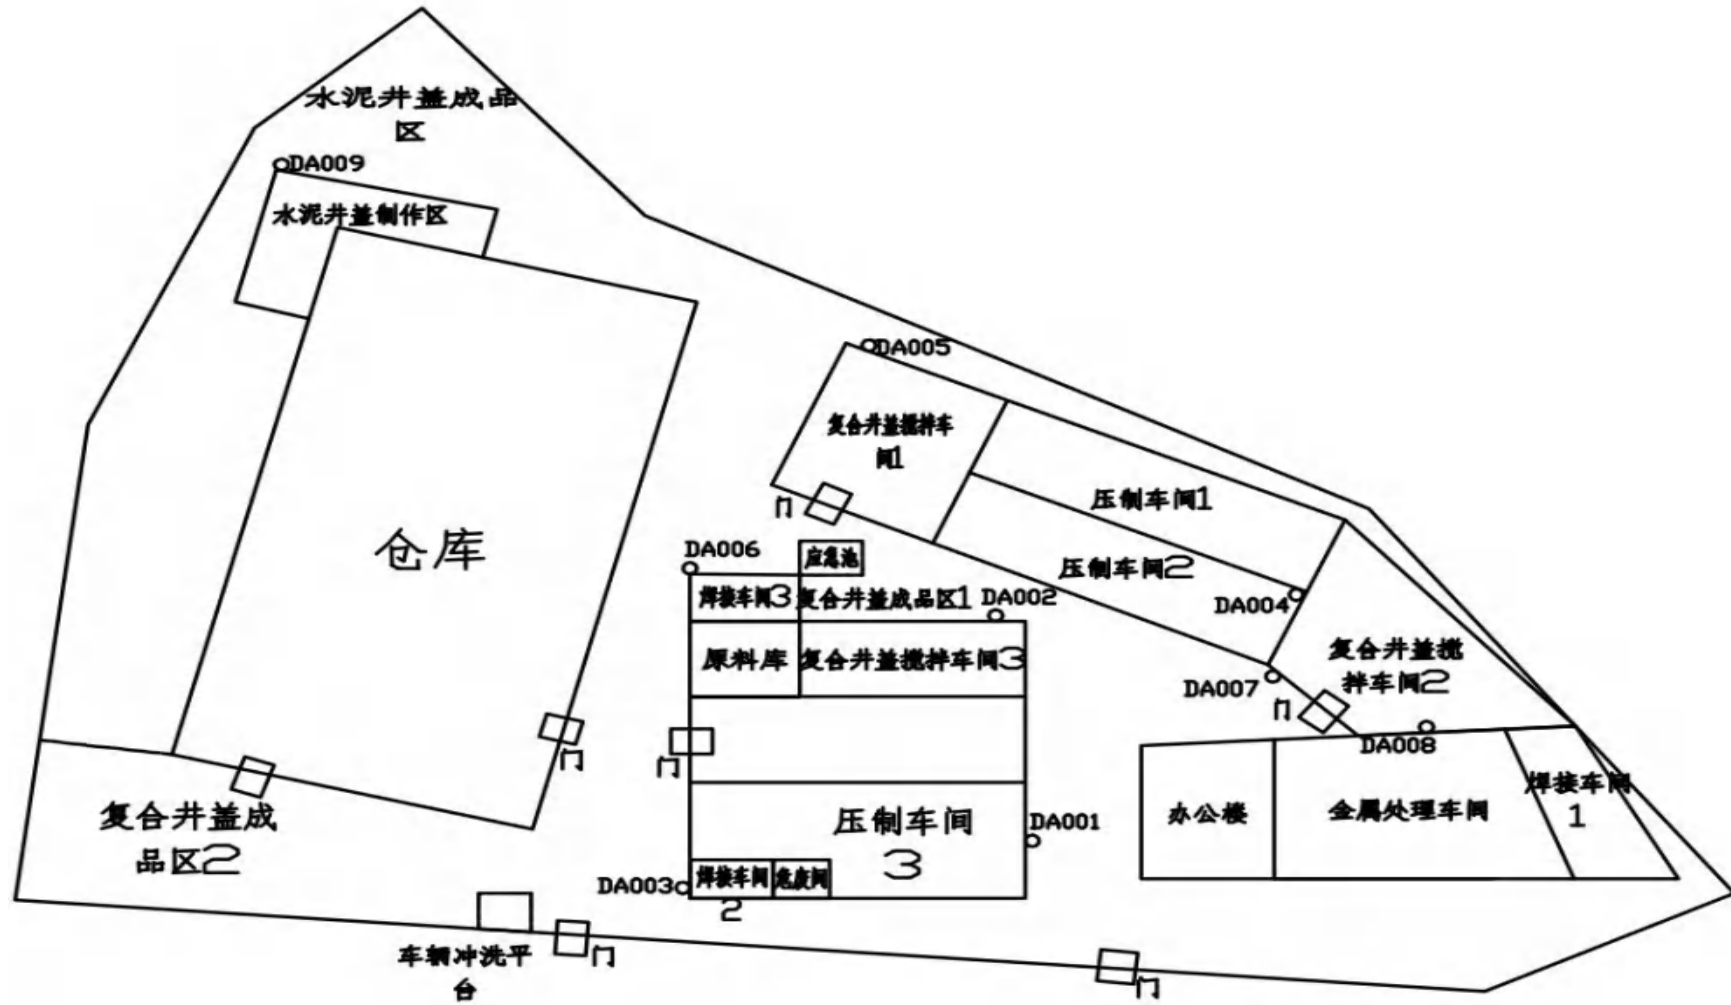 水泥井盖成品
区
DA009
水泥井盖制作区
DA005
复合井盖搅拌车
间1
门
压制车间1
压制车间2
DA004
仓库
DA006
应急池
焊接车间3
复合井盖成品区1
DA002
原料库
复合井盖搅拌车间3
复合井盖搅
拌车间2
DA007
门
DA008
门
门
焊接车间
1
办公楼
金属处理车间
复合井盖成
品区2
压制车间
3
DA001
DA003
焊接车间
2
危废间
车辆冲洗平
台
门
门